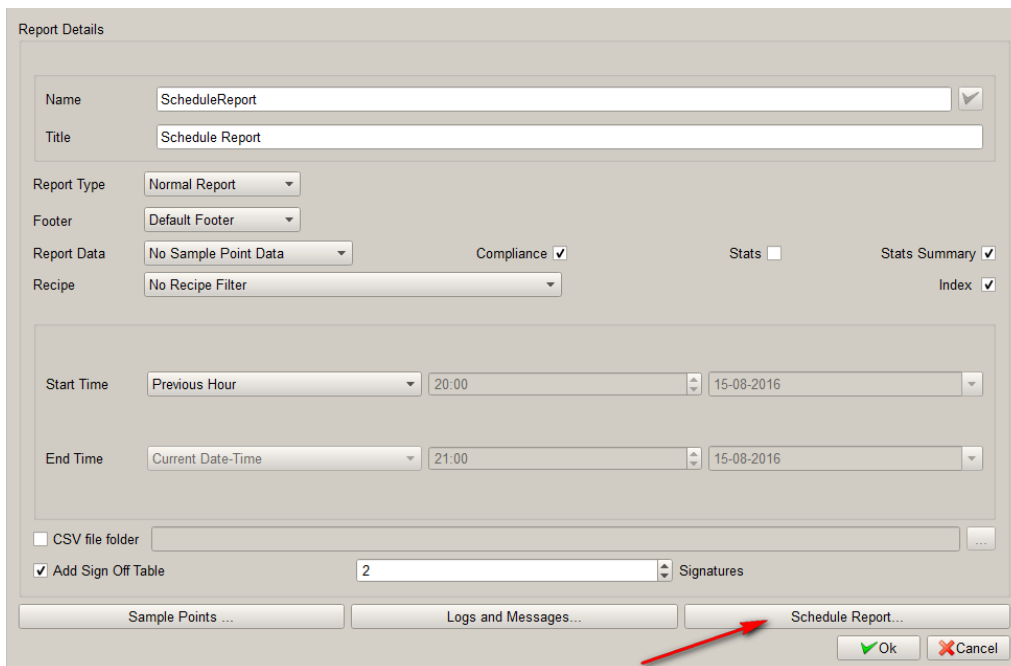 Report Details
Name ScheduleReport
Title Schedule Report
Report Type Normal Report
Footer Default Footer
Report Data No Sample Point Data Compliance Stats Stats Summary
Recipe No Recipe Filter Index
Start Time Previous Hour 20:00 15-08-2016
End Time Current Date-Time 21:00 15-08-2016
CSV file folder ...
Add Sign Off Table 2 Signatures
Sample Points ... Logs and Messages... Schedule Report...
Ok Cancel